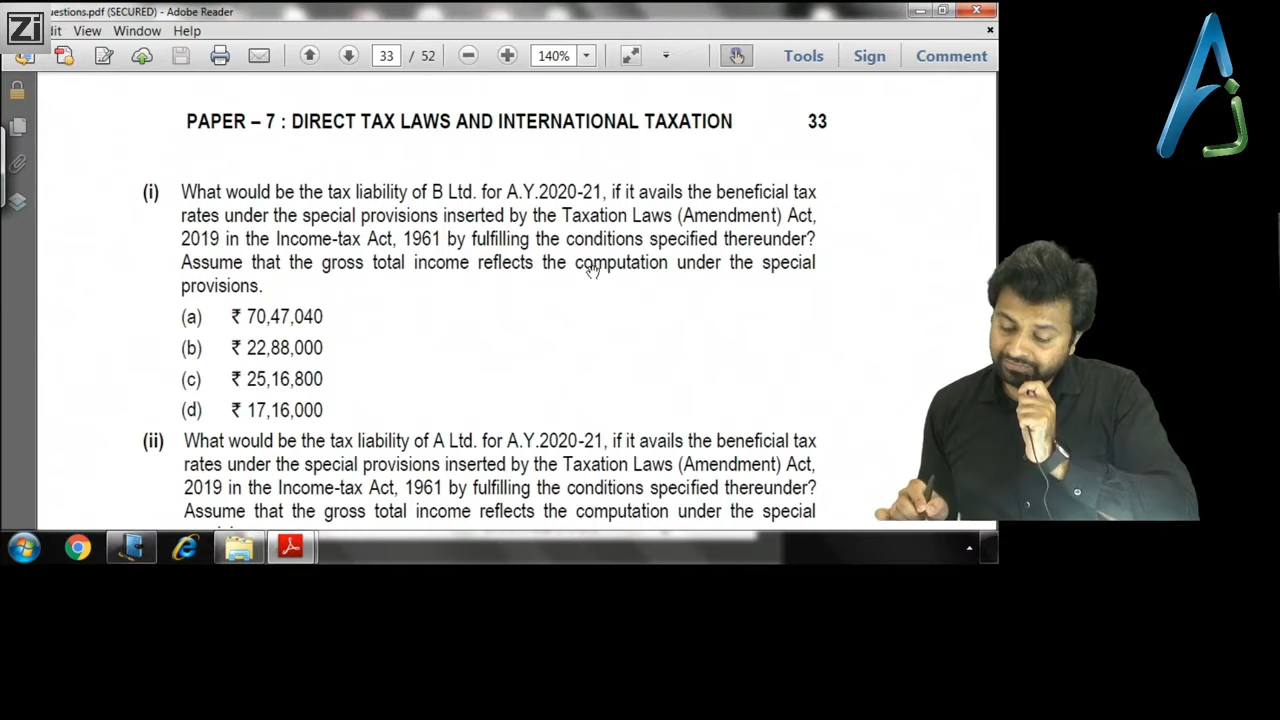 Zi
uestions.pdf (SECURED) - Adobe Reader
dit View Window Help
33 / 52 140% Tools Sign Comment
PAPER – 7 : DIRECT TAX LAWS AND INTERNATIONAL TAXATION 33
(i) What would be the tax liability of B Ltd. for A.Y.2020-21, if it avails the beneficial tax
rates under the special provisions inserted by the Taxation Laws (Amendment) Act,
2019 in the Income-tax Act, 1961 by fulfilling the conditions specified thereunder?
Assume that the gross total income reflects the computation under the special
provisions.
(a) ₹ 70,47,040
(b) ₹ 22,88,000
(c) ₹ 25,16,800
(d) ₹ 17,16,000
(ii) What would be the tax liability of A Ltd. for A.Y.2020-21, if it avails the beneficial tax
rates under the special provisions inserted by the Taxation Laws (Amendment) Act,
2019 in the Income-tax Act, 1961 by fulfilling the conditions specified thereunder?
Assume that the gross total income reflects the computation under the special